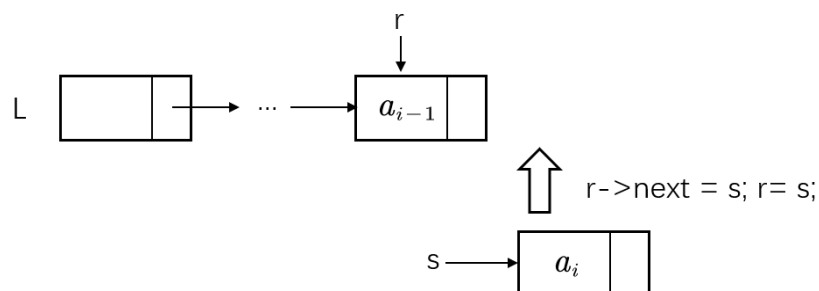 r
L ... a_{i-1}
r->next = s; r= s;
s a_i